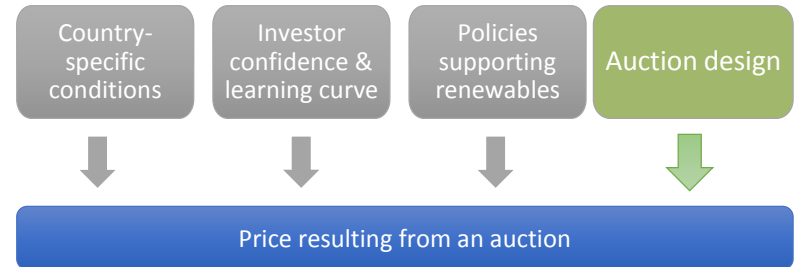 Country-
specific
conditions
Investor
confidence &
learning curve
Policies
supporting
renewables
Auction design
Price resulting from an auction